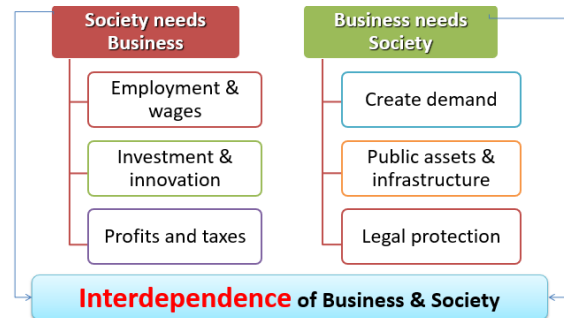 Society needs
Business
Employment &
wages
Investment &
innovation
Profits and taxes
Business needs
Society
Create demand
Public assets &
infrastructure
Legal protection
Interdependence of Business & Society